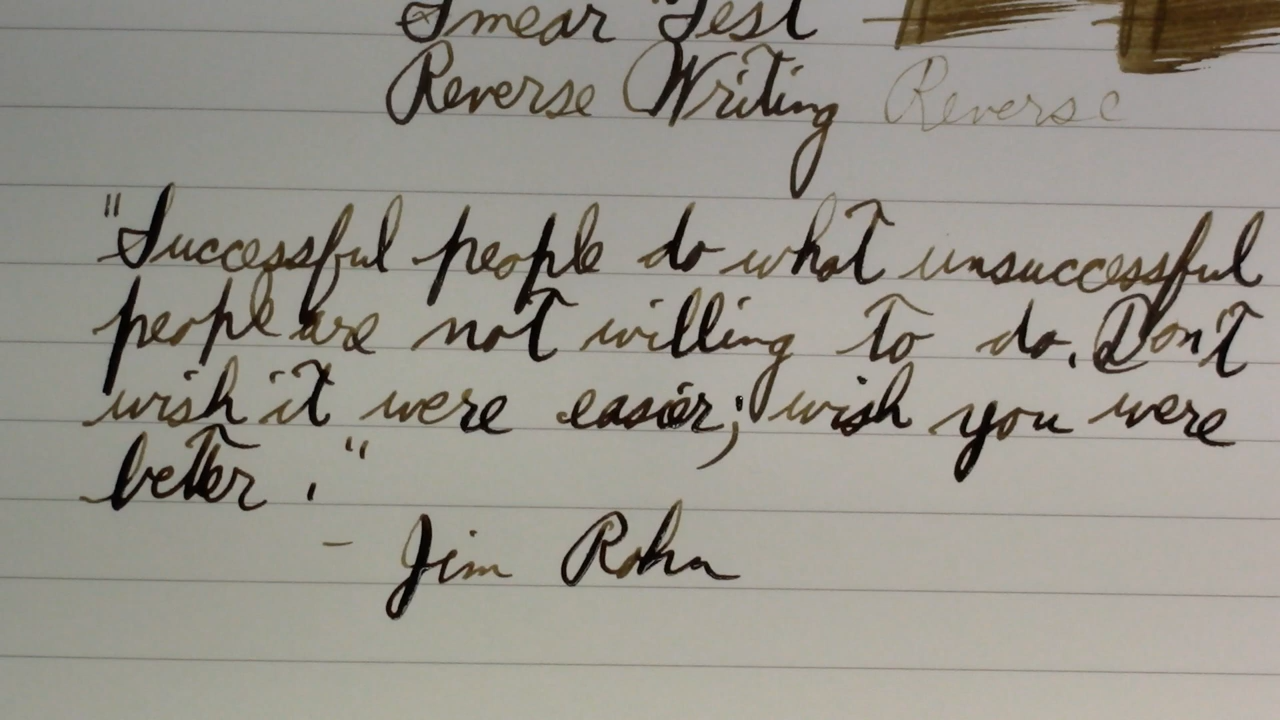 Smear Test
Reverse Writing Reverse
"Successful people do what unsuccessful
people are not willing to do. Don't
wish it were easier; wish you were
better."
- Jim Rohn